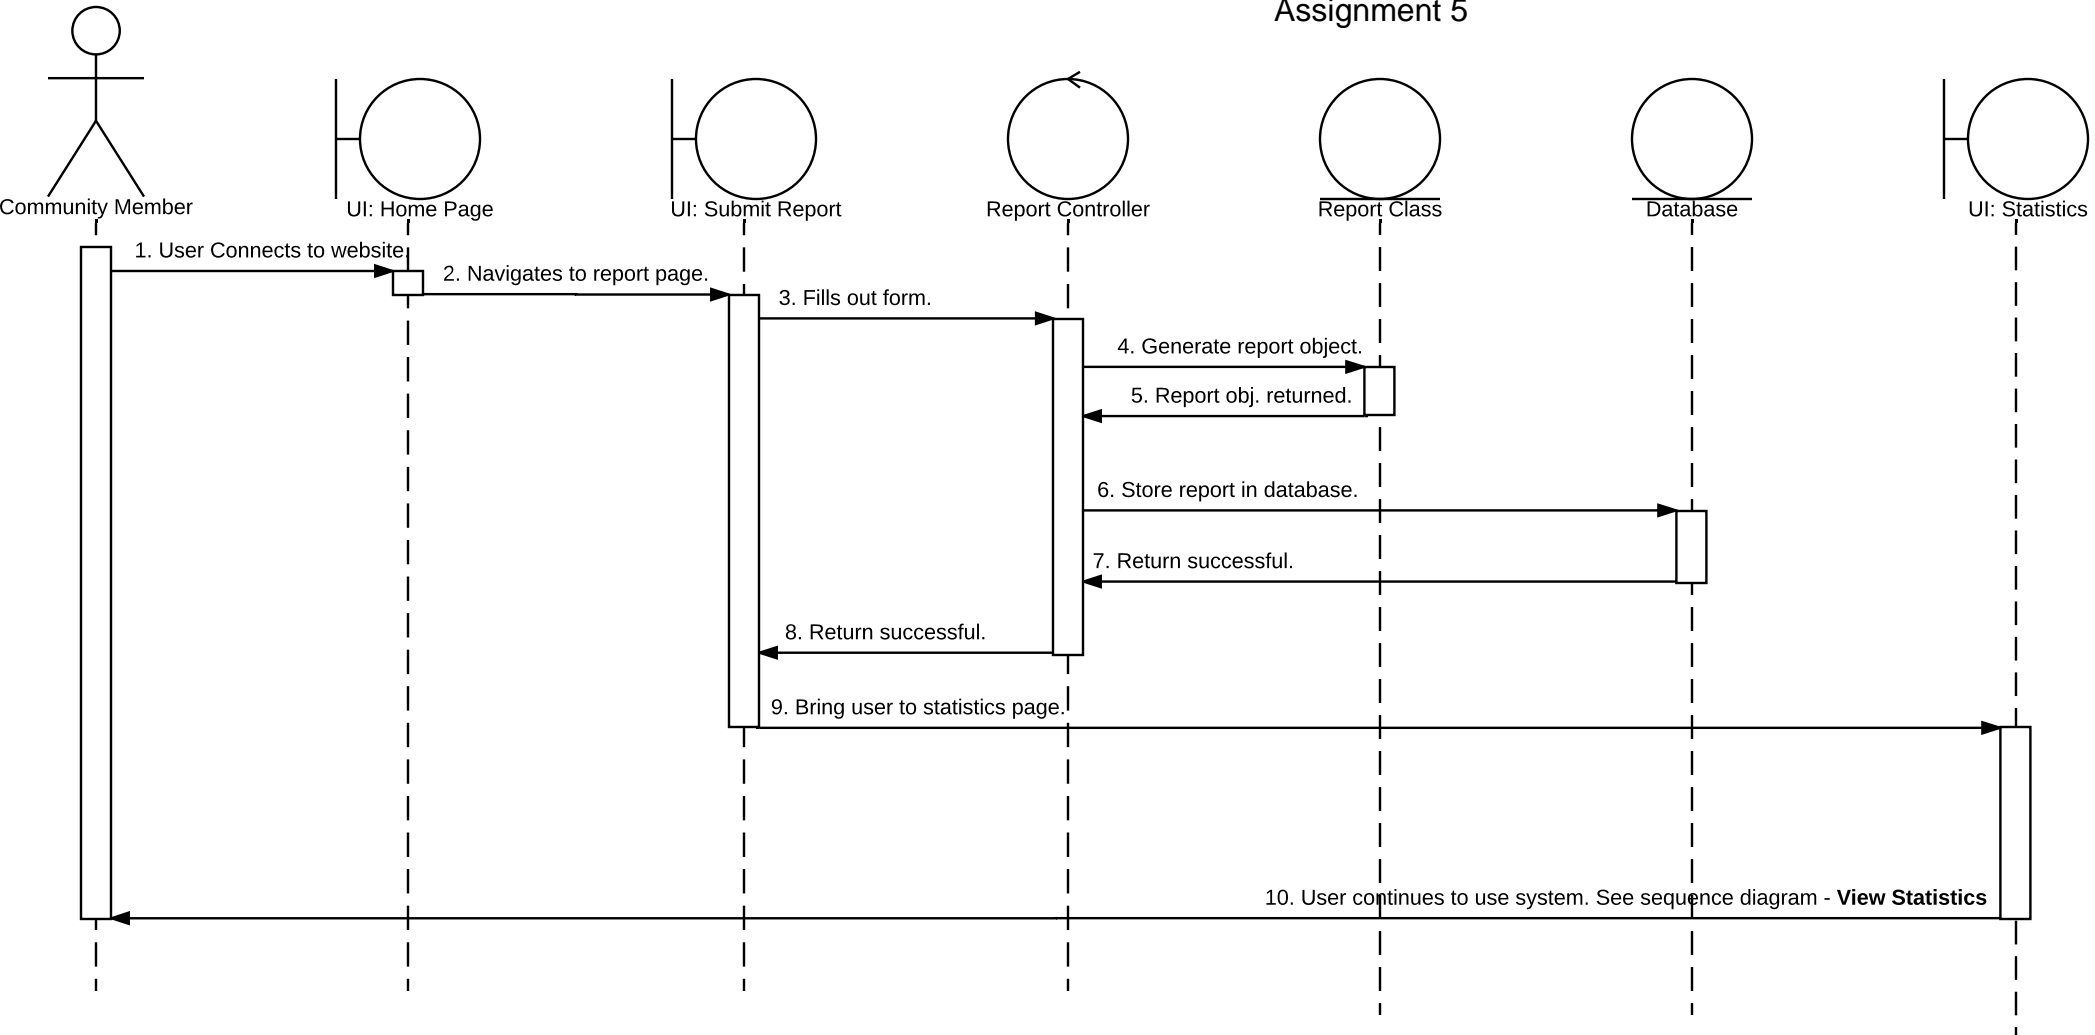 Assignment 5
Community Member
UI: Home Page
UI: Submit Report
Report Controller
Report Class
Database
UI: Statistics
1. User Connects to website.
2. Navigates to report page.
3. Fills out form.
4. Generate report object.
5. Report obj. returned.
6. Store report in database.
7. Return successful.
8. Return successful.
9. Bring user to statistics page.
10. User continues to use system. See sequence diagram - View Statistics